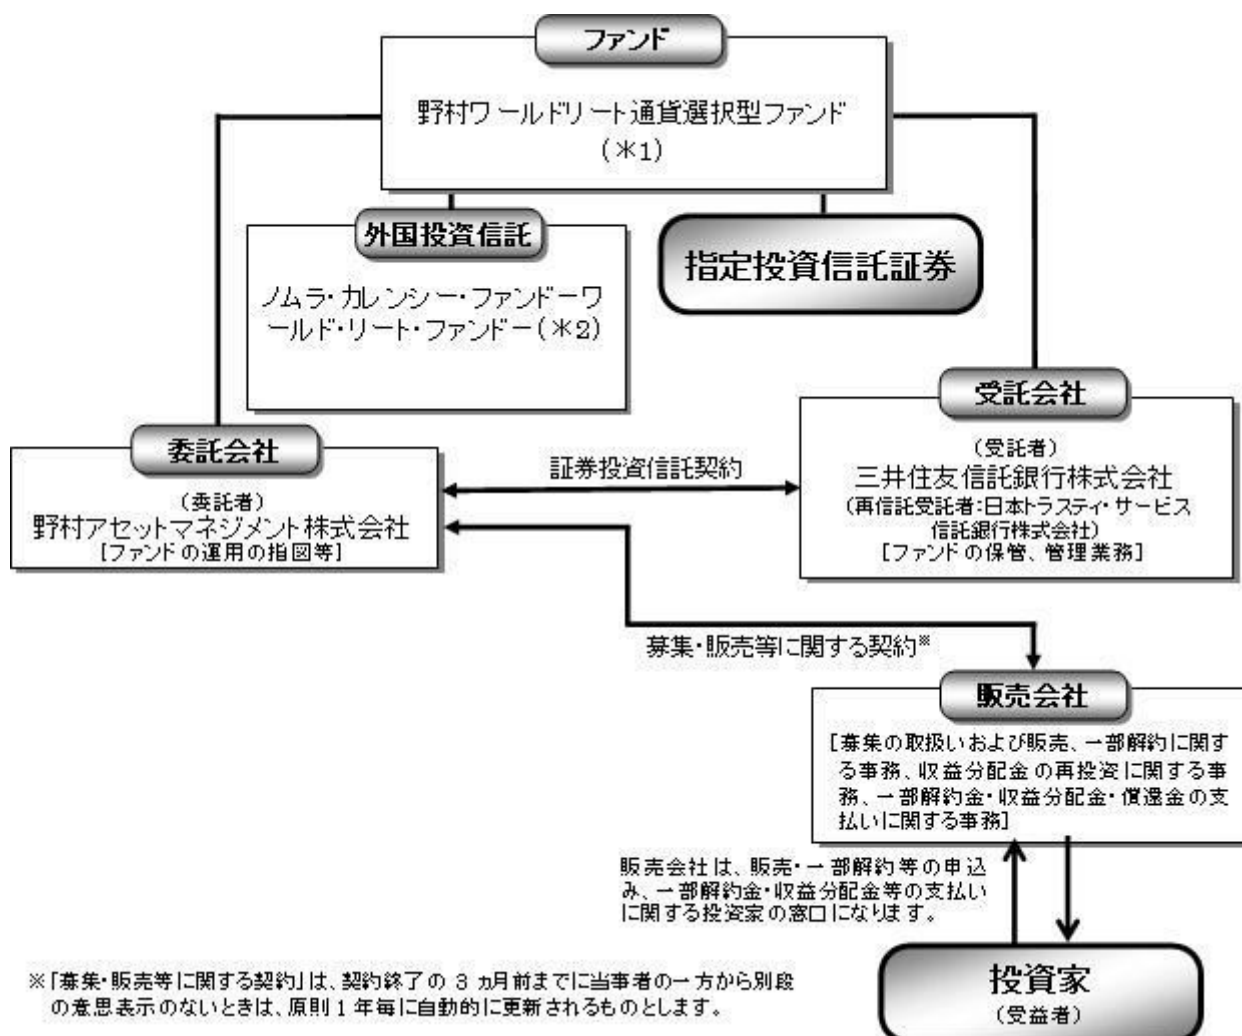 ファンド
野村ワールドリート通貨選択型ファンド
(＊1)
外国投資信託
ノムラ・カレンシー・ファンドーワ
ールド・リート・ファンドー(＊2)
指定投資信託証券
委託会社
(委託者)
野村アセットマネジメント株式会社
[ファンドの運用の指図等]
証券投資信託契約
受託会社
(受託者)
三井住友信託銀行株式会社
(再信託受託者:日本トラスティ・サービス
信託銀行株式会社)
[ファンドの保管、管理業務]
募集・販売等に関する契約※
販売会社
[募集の取扱いおよび販売、一部解約に関す
る事務、収益分配金の再投資に関する事
務、一部解約金・収益分配金・償還金の支
払いに関する事務]
販売会社は、販売・一部解約等の申込
み、一部解約金・収益分配金等の支払い
に関する投資家の窓口になります。
投資家
(受益者)
※「募集・販売等に関する契約」は、契約終了の 3 ヵ月前までに当事者の一方から別段
の意思表示のないときは、原則 1 年毎に自動的に更新されるものとします。